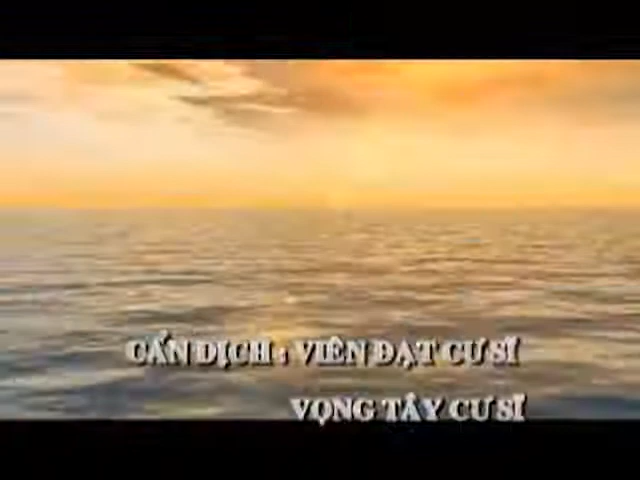 CẨN DỊCH : VIÊN ĐẠT CƯ SĨ
VỌNG TÂY CƯ SĨ